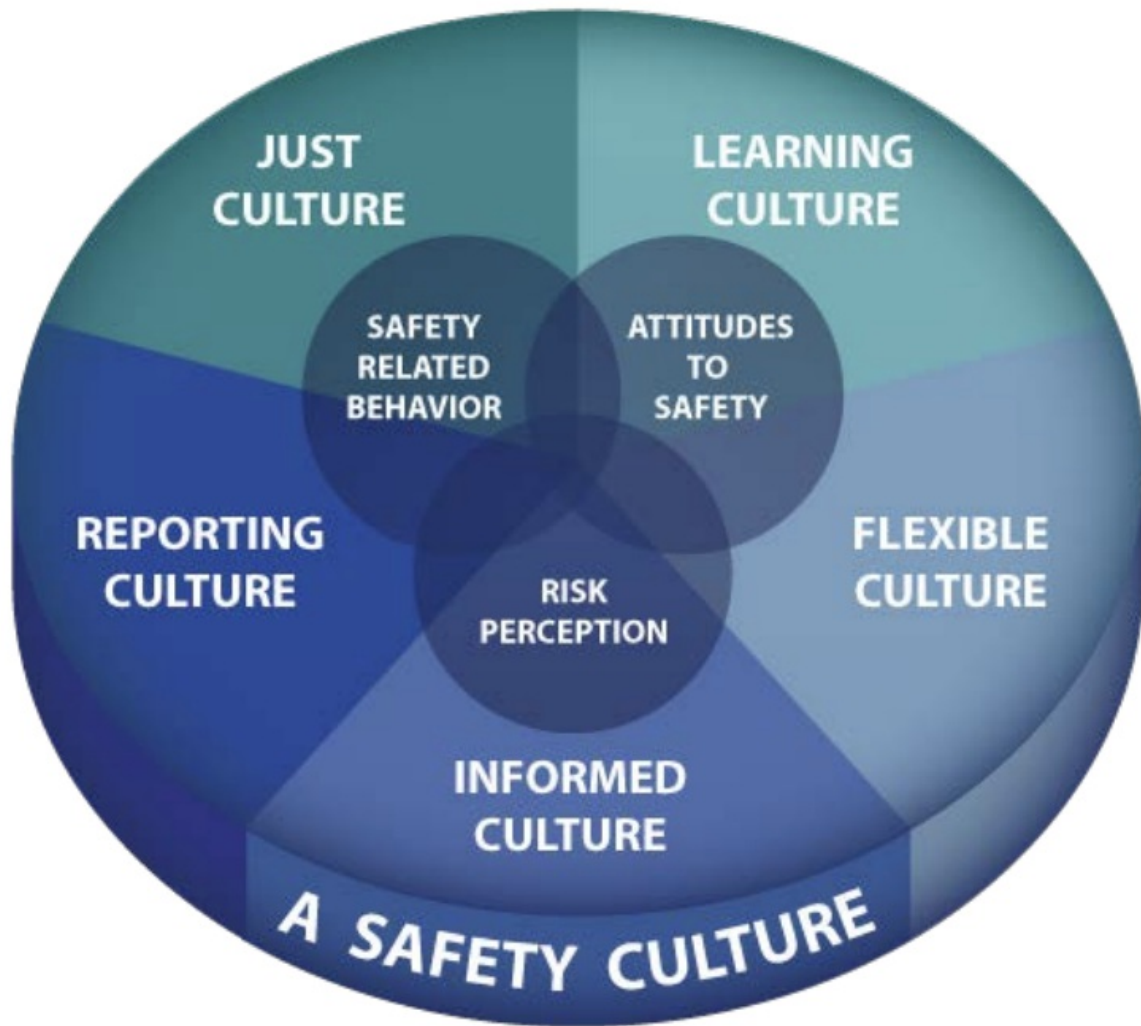 JUST
CULTURE
LEARNING
CULTURE
SAFETY
RELATED
BEHAVIOR
ATTITUDES
TO
SAFETY
REPORTING
CULTURE
FLEXIBLE
CULTURE
RISK
PERCEPTION
INFORMED
CULTURE
A SAFETY CULTURE